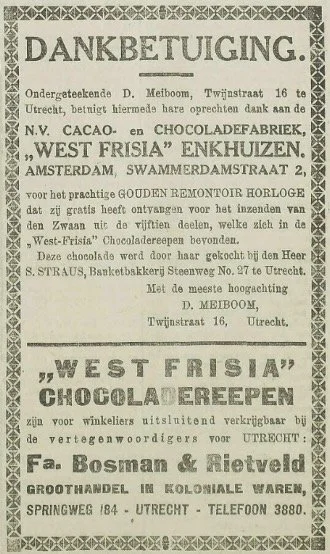 DANKBETUIGING.
Ondergeteekende D. Meiboom, Twijnstraat 16 te
Utrecht, betuigt hiermede hare oprechten dank aan de
N.V. CACAO- en CHOCOLADEFABRIEK,
„WEST FRISIA” ENKHUIZEN.
AMSTERDAM, SWAMMERDAMSTRAAT 2,
voor het prachtige GOUDEN REMONTOIR HORLOGE
dat zij gratis heeft ontvangen voor het inzenden van
den Zwaan uit de vijftien deelen, welke zich in de
„West-Frisia” Chocoladereepen bevonden.
Deze chocolade werd door haar gekocht bij den Heer
S. STRAUS, Banketbakkerij Steenweg No. 27 te Utrecht.
Met de meeste hoogachting
D. MEIBOOM,
Twijnstraat 16, Utrecht.
„WEST FRISIA”
CHOCOLADEREEPEN
zijn voor winkeliers uitsluitend verkrijgbaar bij
de vertegenwoordigers voor UTRECHT:
Fa. Bosman & Rietveld
GROOTHANDEL IN KOLONIALE WAREN,
SPRINGWEG 184 - UTRECHT - TELEFOON 3880.